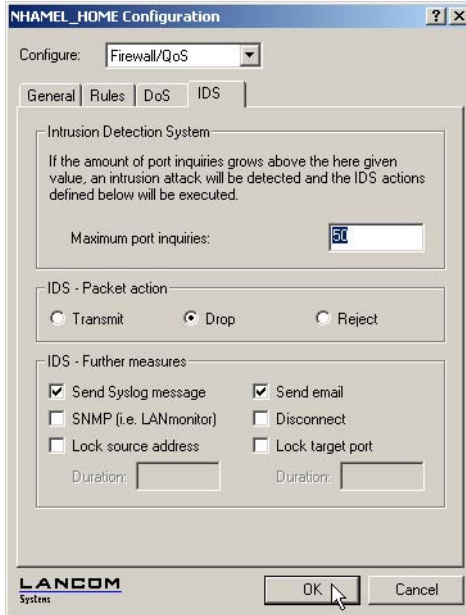 NHAMEL_HOME Configuration
Configure: Firewall/QoS
General Rules DoS IDS
Intrusion Detection System
If the amount of port inquiries grows above the here given
value, an intrusion attack will be detected and the IDS actions
defined below will be executed.
Maximum port inquiries: 50
IDS - Packet action
Transmit Drop Reject
IDS - Further measures
Send Syslog message Send email
SNMP (i.e. LANmonitor) Disconnect
Lock source address Lock target port
Duration: Duration:
LANCOM
Systems
OK Cancel